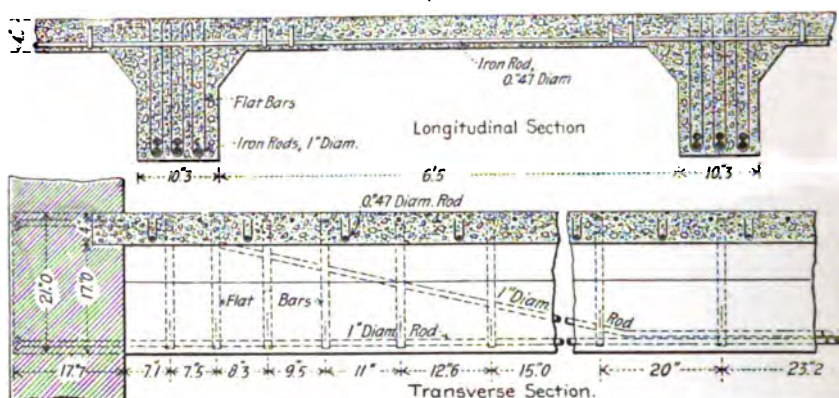 4."
Iron Rod,
0."47 Diam
Flat Bars
Longitudinal Section
Iron Rods, 1" Diam.
10."3
6'.5
10."3
0."47 Diam. Rod
4"
21."0
17."0
Flat Bars
1" Diam.
Rod
1" Diam. Rod
17."7
7."1
7."5
8."3
9."5
11"
12."6
15."0
20"
23."2
Transverse Section.